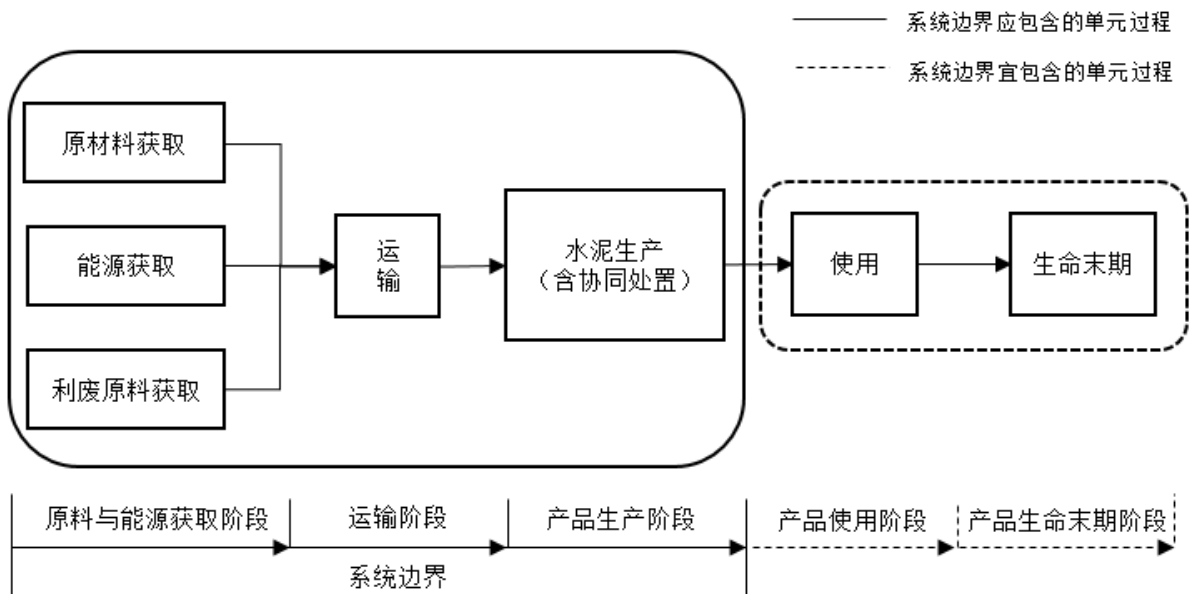 系统边界应包含的单元过程
系统边界宜包含的单元过程
原材料获取
能源获取
利废原料获取
运
输
水泥生产
（含协同处置）
使用
生命末期
原料与能源获取阶段
运输阶段
产品生产阶段
产品使用阶段
产品生命末期阶段
系统边界